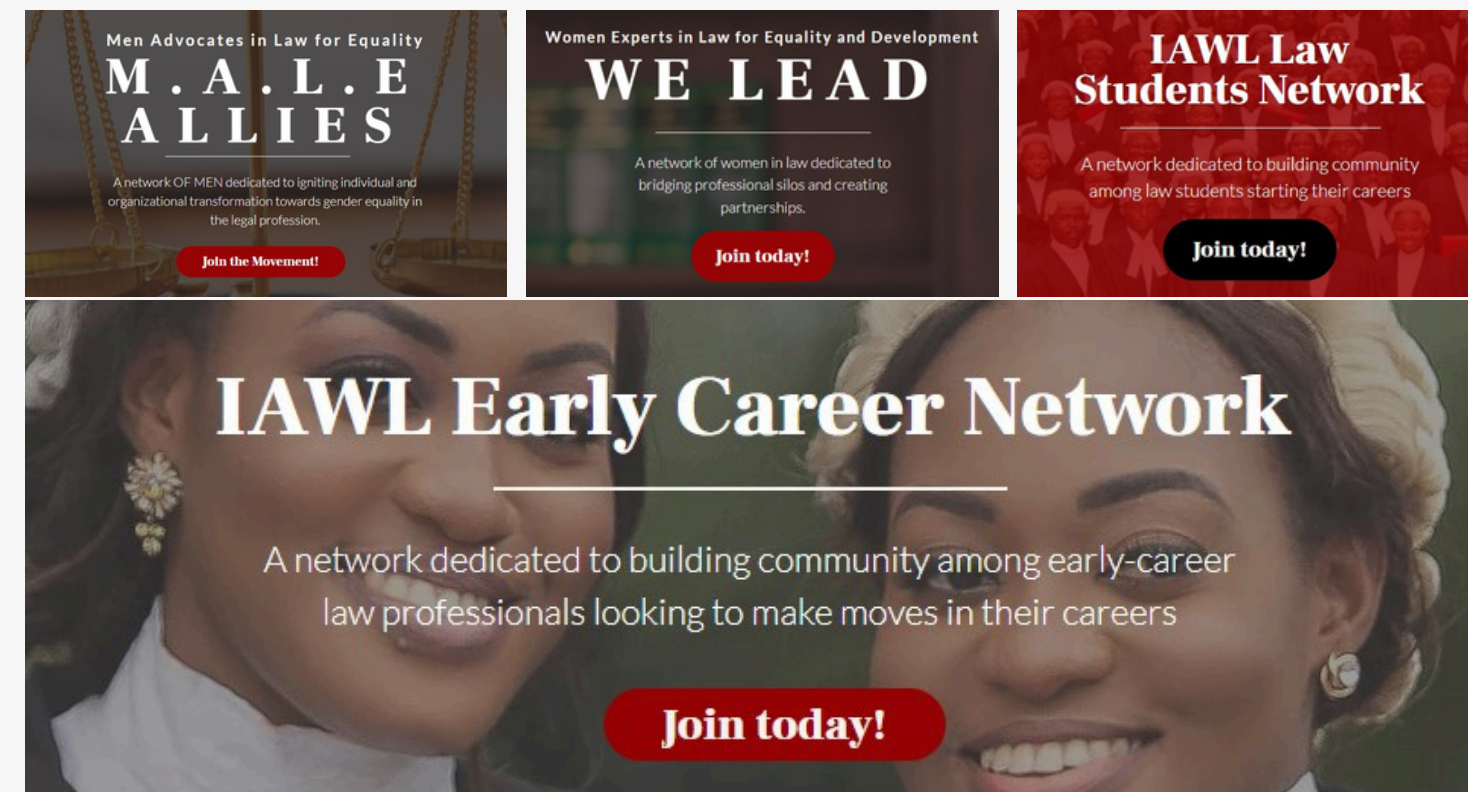 Men Advocates in Law for Equality
M.A.L.E
ALLIES
A network OF MEN dedicated to igniting individual and
organizational transformation towards gender equality in
the legal profession.
Join the Movement!
Women Experts in Law for Equality and Development
WE LEAD
A network of women in law dedicated to
bridging professional silos and creating
partnerships.
Join today!
IAWL Law
Students Network
A network dedicated to building community
among law students starting their careers
Join today!
IAWL Early Career Network
A network dedicated to building community among early-career
law professionals looking to make moves in their careers
Join today!